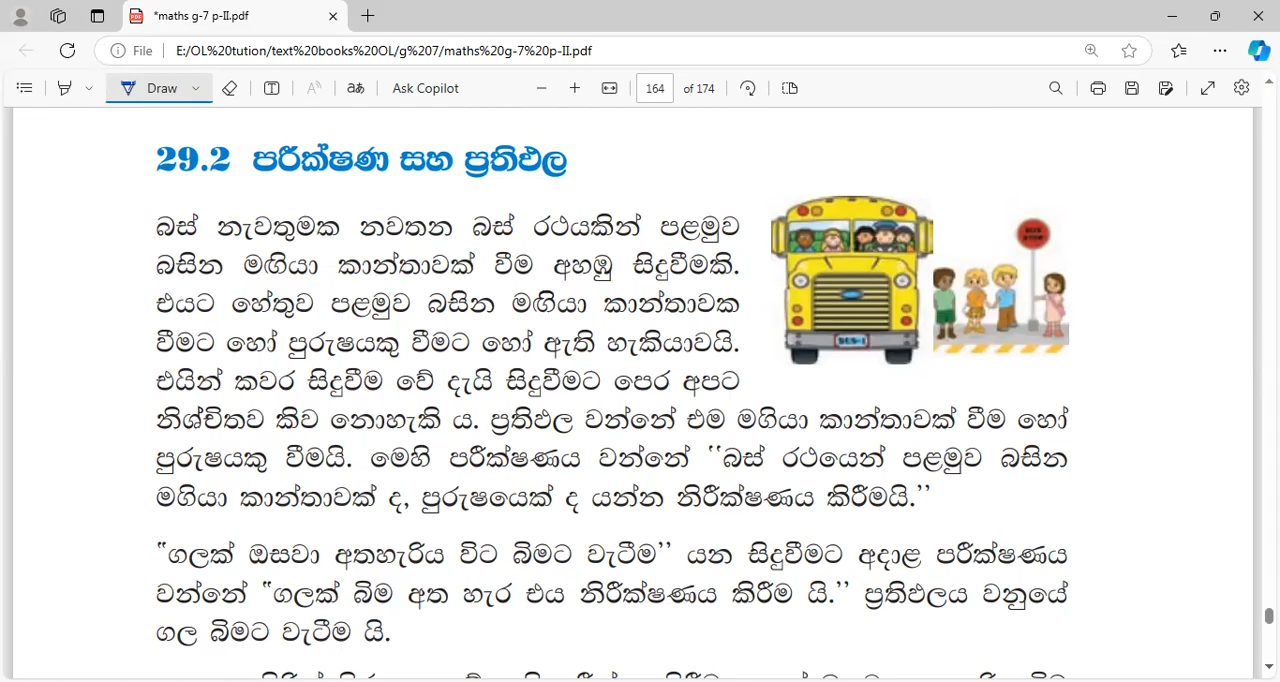 *maths g-7 p-II.pdf
File E:/OL%20tution/text%20books%20OL/g%207/maths%20g-7%20p-II.pdf
Draw Ask Copilot 164 of 174
29.2 පරීක්ෂණ සහ ප්‍රතිඵල
බස් නැවතුමක නවතන බස් රථයකින් පළමුව
බසින මඟියා කාන්තාවක් වීම අහඹු සිදුවීමකි.
එයට හේතුව පළමුව බසින මඟියා කාන්තාවක
වීමට හෝ පුරුෂයකු වීමට හෝ ඇති හැකියාවයි.
එයින් කවර සිදුවීම වේ දැයි සිදුවීමට පෙර අපට
නිශ්චිතව කිව නොහැකි ය. ප්‍රතිඵල වන්නේ එම මගියා කාන්තාවක් වීම හෝ
පුරුෂයකු වීමයි. මෙහි පරීක්ෂණය වන්නේ ‘‘බස් රථයෙන් පළමුව බසින
මගියා කාන්තාවක් ද, පුරුෂයෙක් ද යන්න නිරීක්ෂණය කිරීමයි.’’
“ගලක් ඔසවා අතහැරිය විට බිමට වැටීම’’ යන සිදුවීමට අදාළ පරීක්ෂණය
වන්නේ “ගලක් බිම අත හැර එය නිරීක්ෂණය කිරීම යි.’’ ප්‍රතිඵලය වනුයේ
ගල බිමට වැටීම යි.